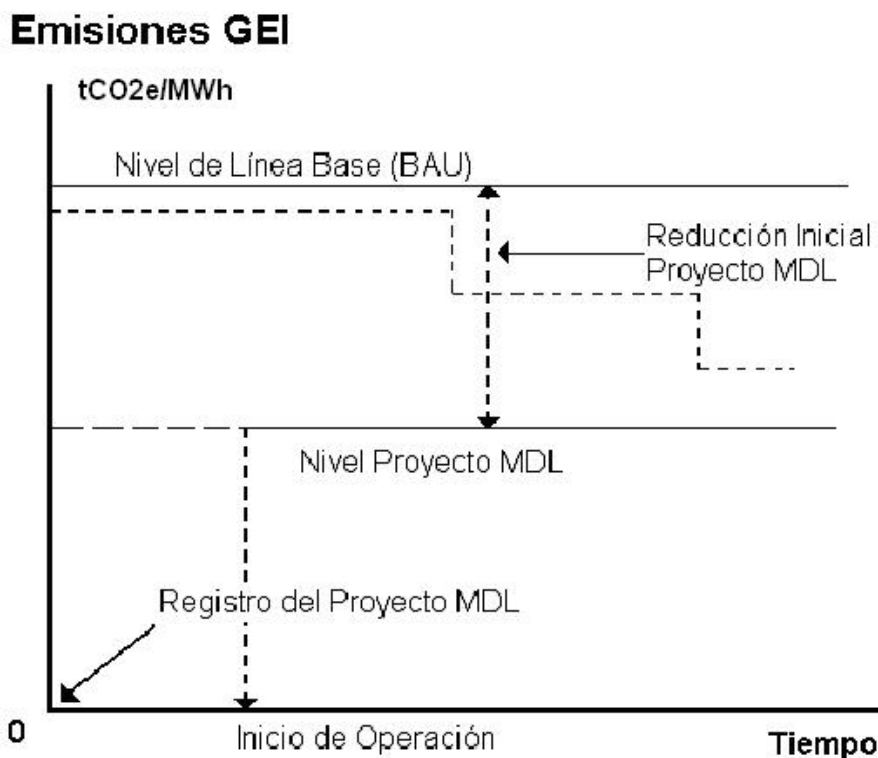 Emisiones GEI
tCO2e/MWh
Nivel de Línea Base (BAU)
Reducción Inicial
Proyecto MDL
Nivel Proyecto MDL
Registro del Proyecto MDL
0
Inicio de Operación
Tiempo